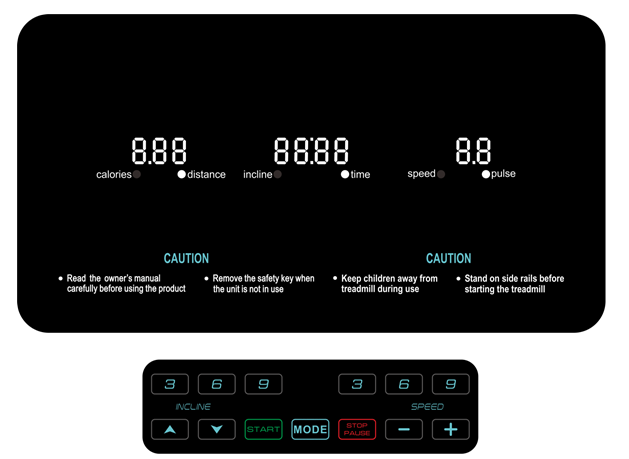 8.88 88:88 8.8
calories distance incline time speed pulse
CAUTION CAUTION
• Read the owner's manual
carefully before using the product
• Remove the safety key when
the unit is not in use
• Keep children away from
treadmill during use
• Stand on side rails before
starting the treadmill
3 6 9 3 6 9
INCLINE SPEED
START MODE STOP
PAUSE − +